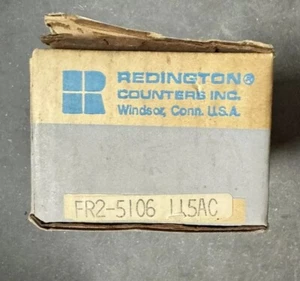 REDINGTON
COUNTERS INC.
Windsor, Conn. U.S.A.
FR2-5106 115AC